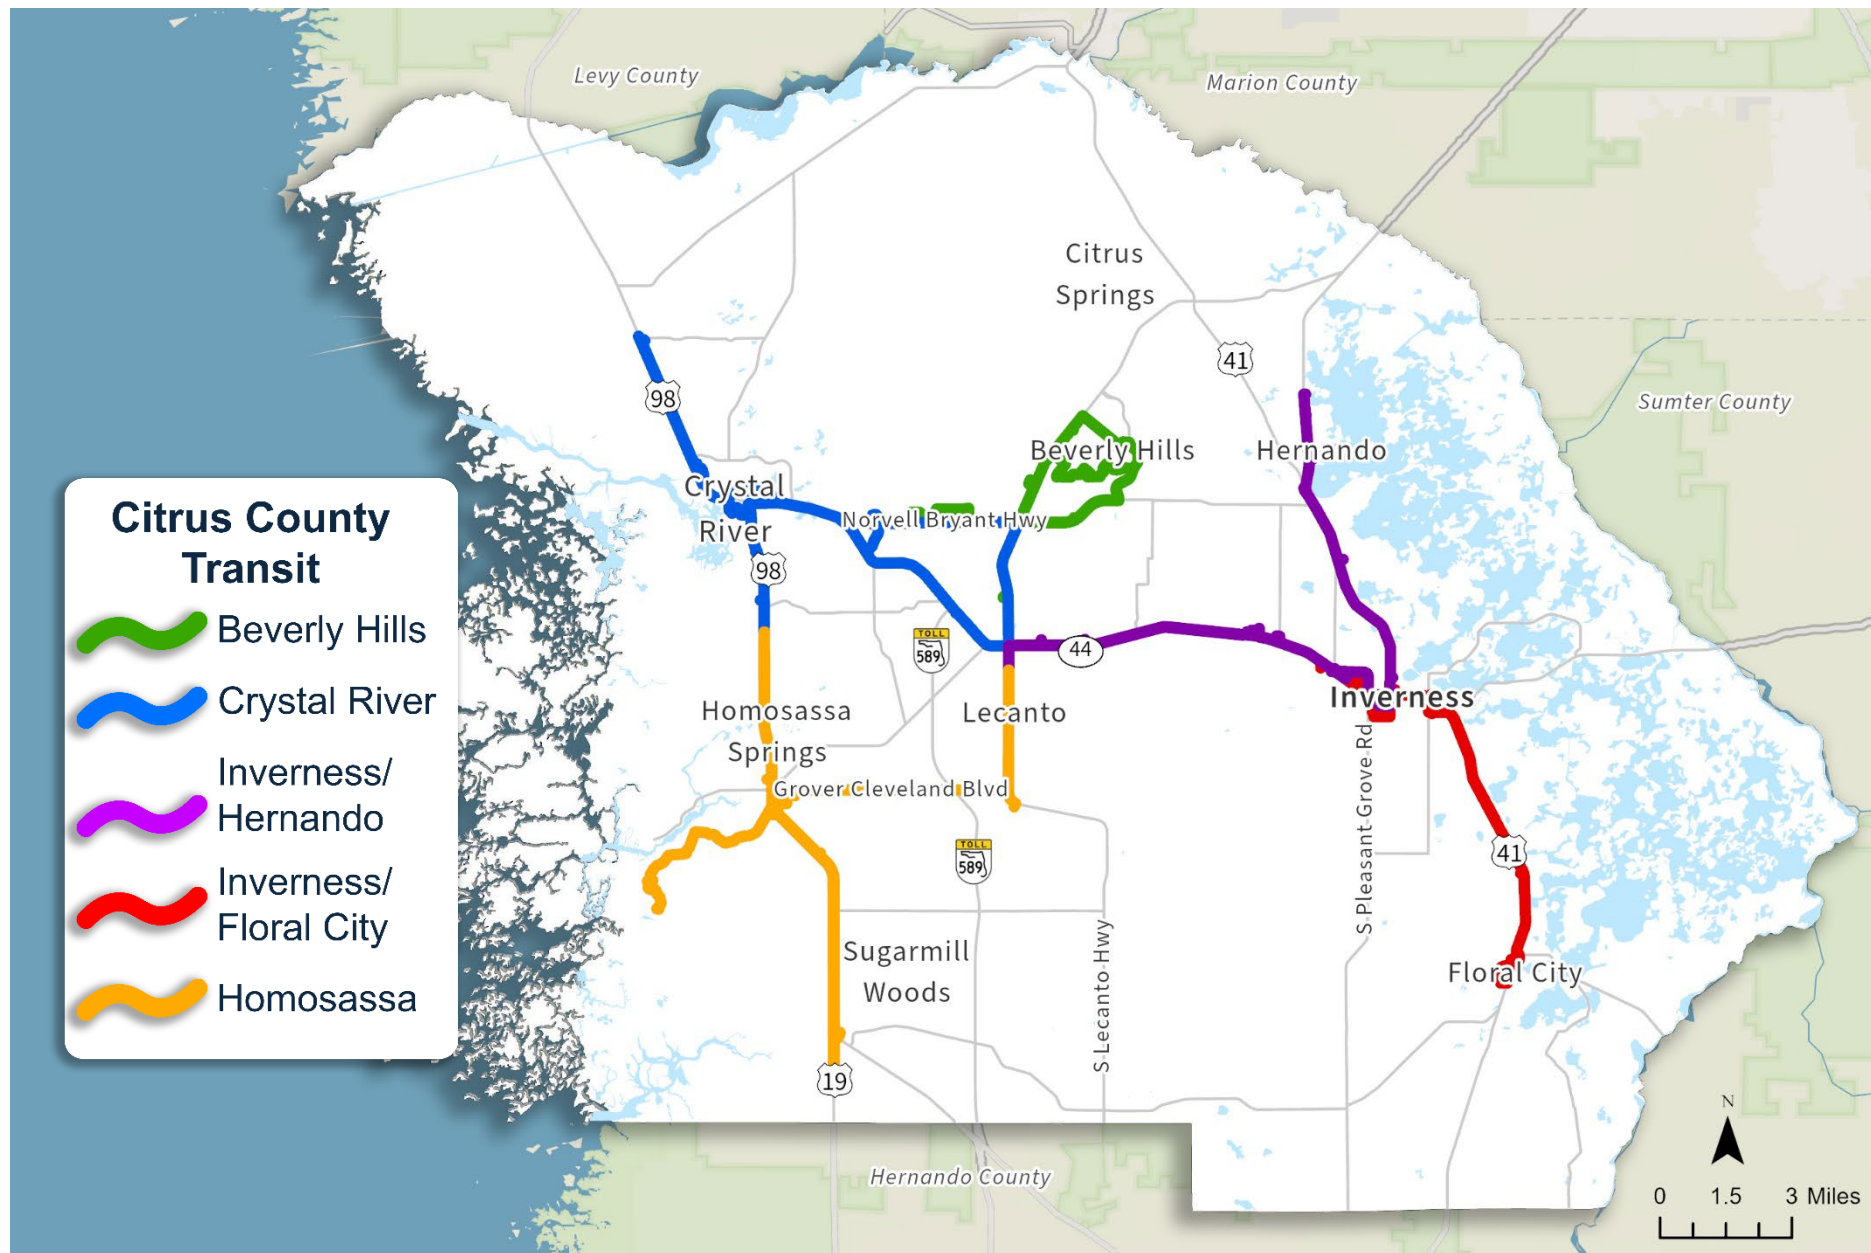 Levy County
Marion County
Citrus
Springs
41
Sumter County
98
Beverly Hills
Hernando
Crystal
River
Norvell Bryant Hwy
98
Citrus County
Transit
Beverly Hills
Crystal River
Inverness/
Hernando
Inverness/
Floral City
Homosassa
TOLL
589
44
Inverness
Homosassa
Springs
Lecanto
Grover Cleveland Blvd
S Pleasant Grove Rd
TOLL
589
41
Sugarmill
Woods
S Lecanto Hwy
Floral City
19
Hernando County
N
0 1.5 3 Miles